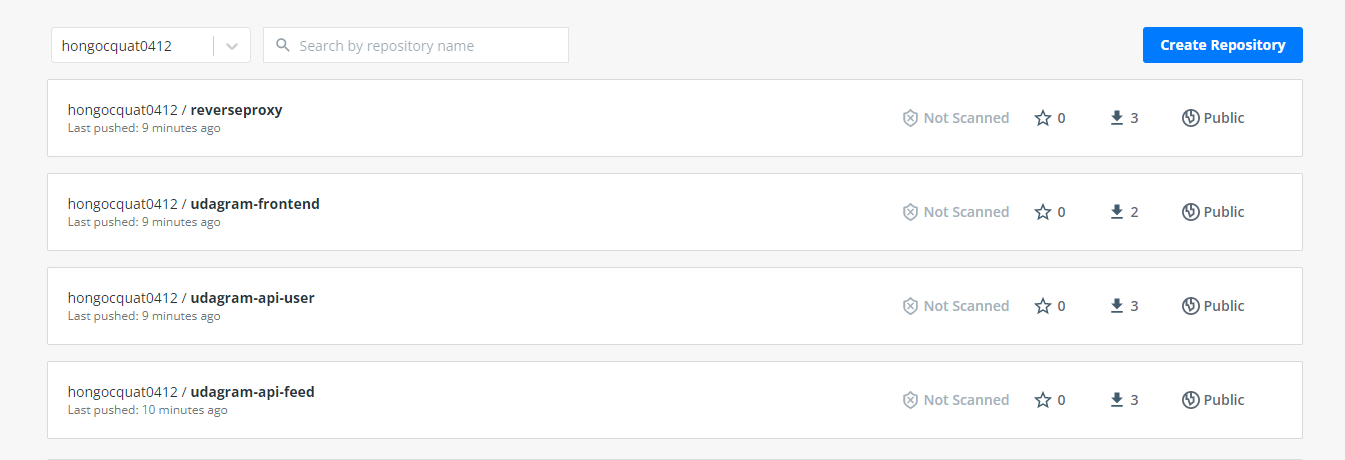 hongocquat0412
Search by repository name
Create Repository
hongocquat0412 / reverseproxy
Last pushed: 9 minutes ago
Not Scanned
0
3
Public
hongocquat0412 / udagram-frontend
Last pushed: 9 minutes ago
Not Scanned
0
2
Public
hongocquat0412 / udagram-api-user
Last pushed: 9 minutes ago
Not Scanned
0
3
Public
hongocquat0412 / udagram-api-feed
Last pushed: 10 minutes ago
Not Scanned
0
3
Public